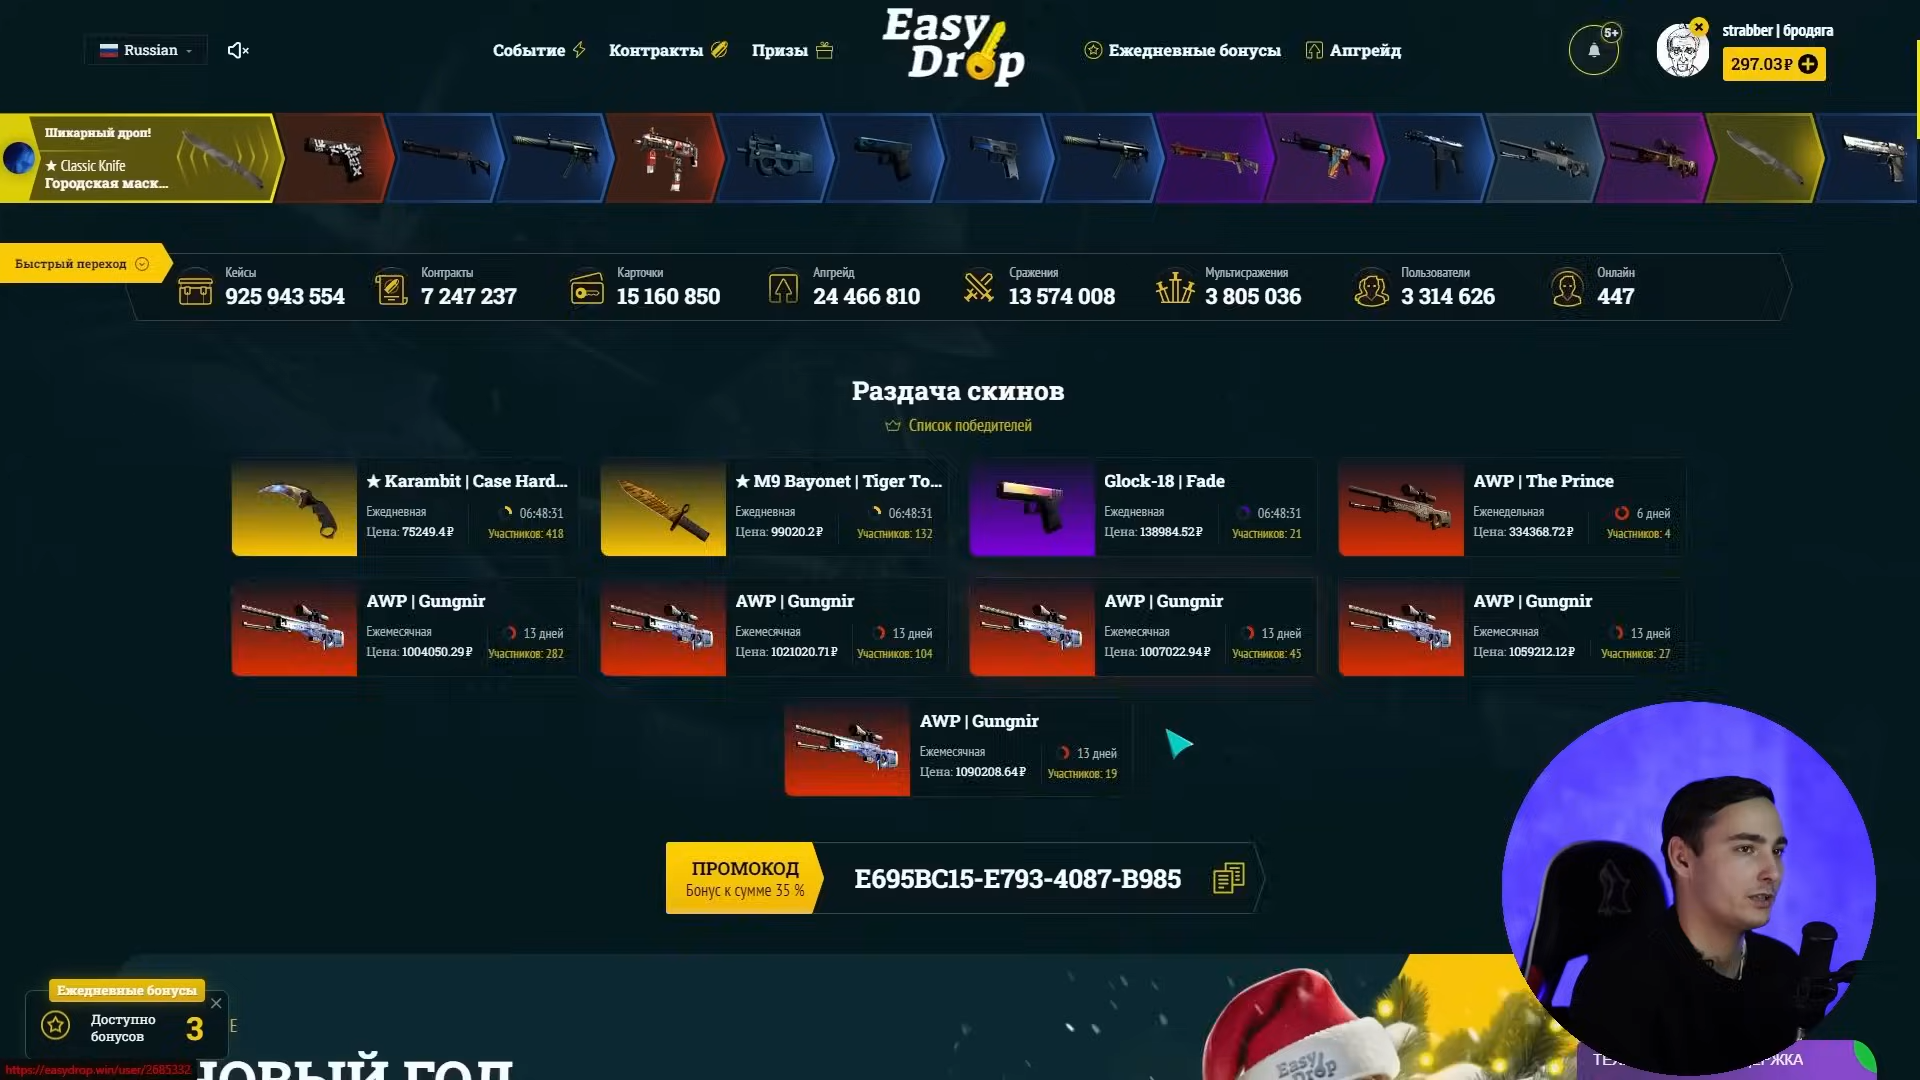 Russian
Событие
Контракты
Призы
Easy Drop
Ежедневные бонусы
Апгрейд
5+
strabber | бродяга
297.03₽
Шикарный дроп!
★ Classic Knife
Городская маск...
Быстрый переход
Кейсы
925 943 554
Контракты
7 247 237
Карточки
15 160 850
Апгрейд
24 466 810
Сражения
13 574 008
Мультисражения
3 805 036
Пользователи
3 314 626
Онлайн
447
Раздача скинов
Список победителей
★ Karambit | Case Hard...
Ежедневная
06:48:31
Цена: 75249.4₽
Участников: 418
★ M9 Bayonet | Tiger To...
Ежедневная
06:48:31
Цена: 99020.2₽
Участников: 132
Glock-18 | Fade
Ежедневная
06:48:31
Цена: 138984.52₽
Участников: 21
AWP | The Prince
Еженедельная
6 дней
Цена: 334368.72₽
Участников: 4
AWP | Gungnir
Ежемесячная
13 дней
Цена: 1004050.29₽
Участников: 282
AWP | Gungnir
Ежемесячная
13 дней
Цена: 1021020.71₽
Участников: 104
AWP | Gungnir
Ежемесячная
13 дней
Цена: 1007022.94₽
Участников: 45
AWP | Gungnir
Ежемесячная
13 дней
Цена: 1059212.12₽
Участников: 27
AWP | Gungnir
Ежемесячная
13 дней
Цена: 1090208.64₽
Участников: 19
ПРОМОКОД
Бонус к сумме 35 %
E695BC15-E793-4087-B985
Ежедневные бонусы
Доступно
бонусов
3
Е
НОВЫЙ ГОД
Easy Drop
ТЕХ
РЖКА
https://easydrop.win/user/2685332